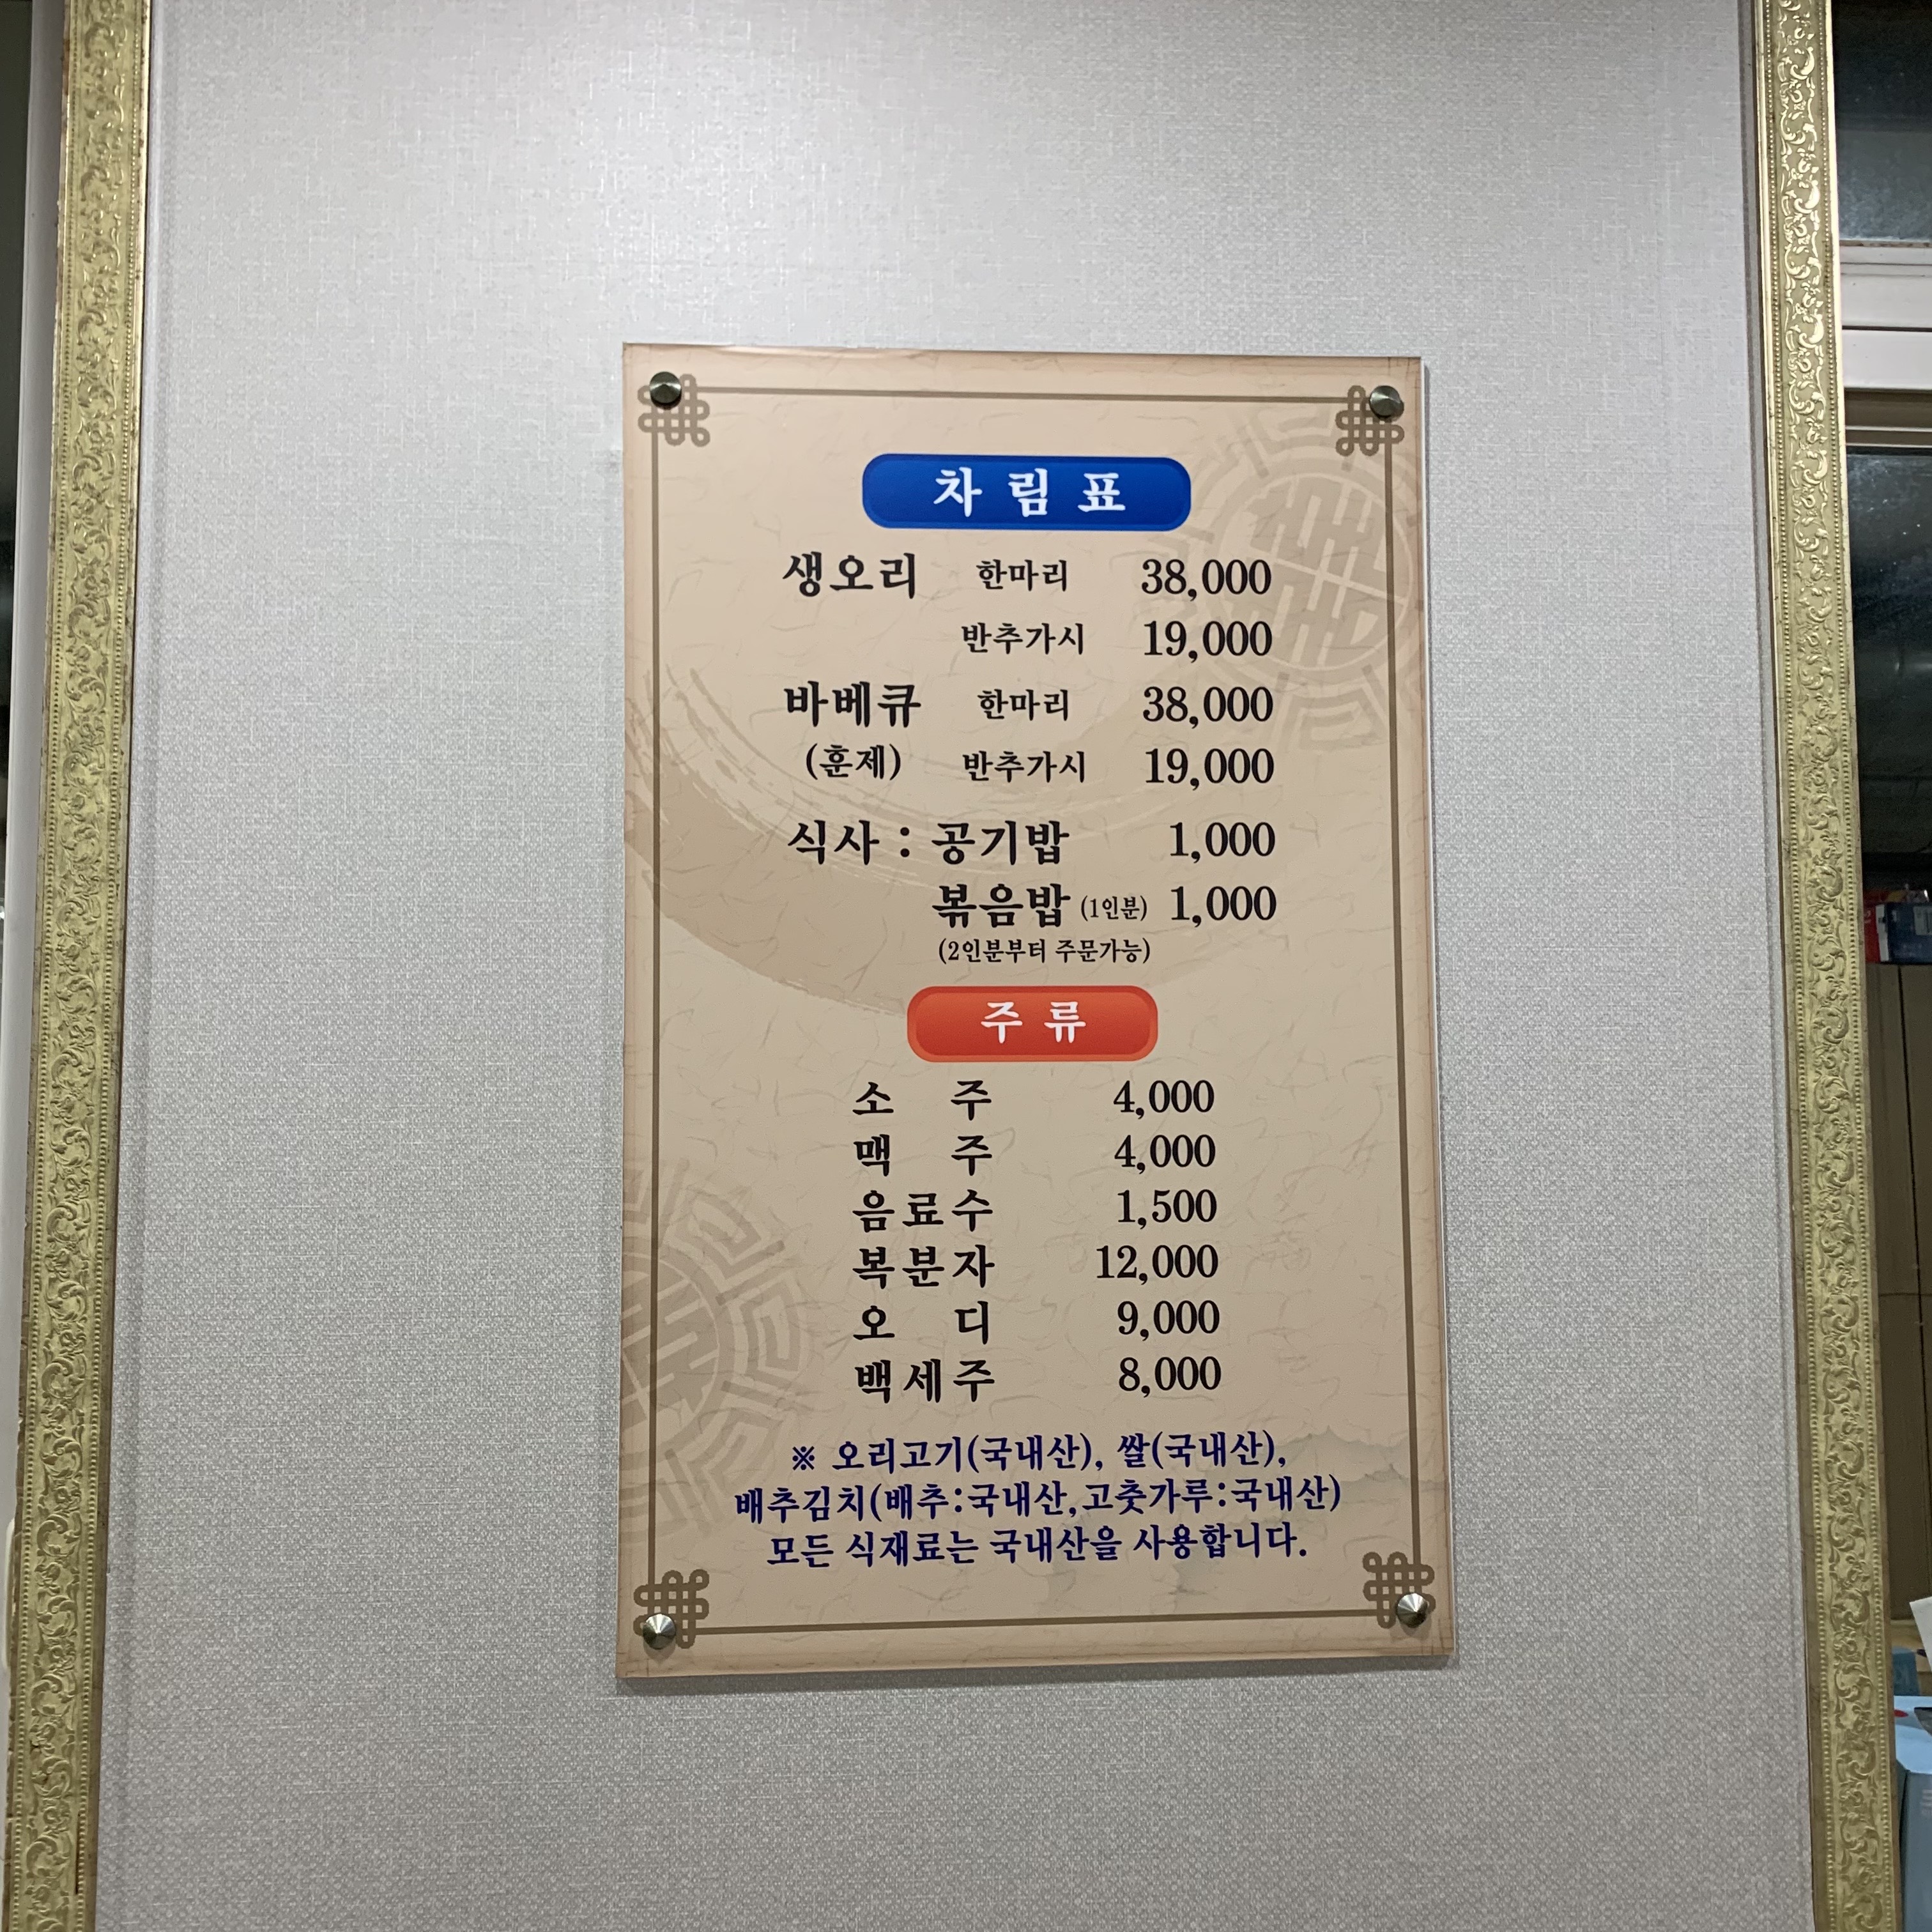 차림표
생오리 한마리 38,000
반추가시 19,000
바베큐 한마리 38,000
(훈제) 반추가시 19,000
식사 : 공기밥 1,000
볶음밥 (1인분) 1,000
(2인분부터 주문가능)
주류
소주 4,000
맥주 4,000
음료수 1,500
복분자 12,000
오디 9,000
백세주 8,000
※ 오리고기(국내산), 쌀(국내산),
배추김치(배추:국내산,고춧가루:국내산)
모든 식재료는 국내산을 사용합니다.